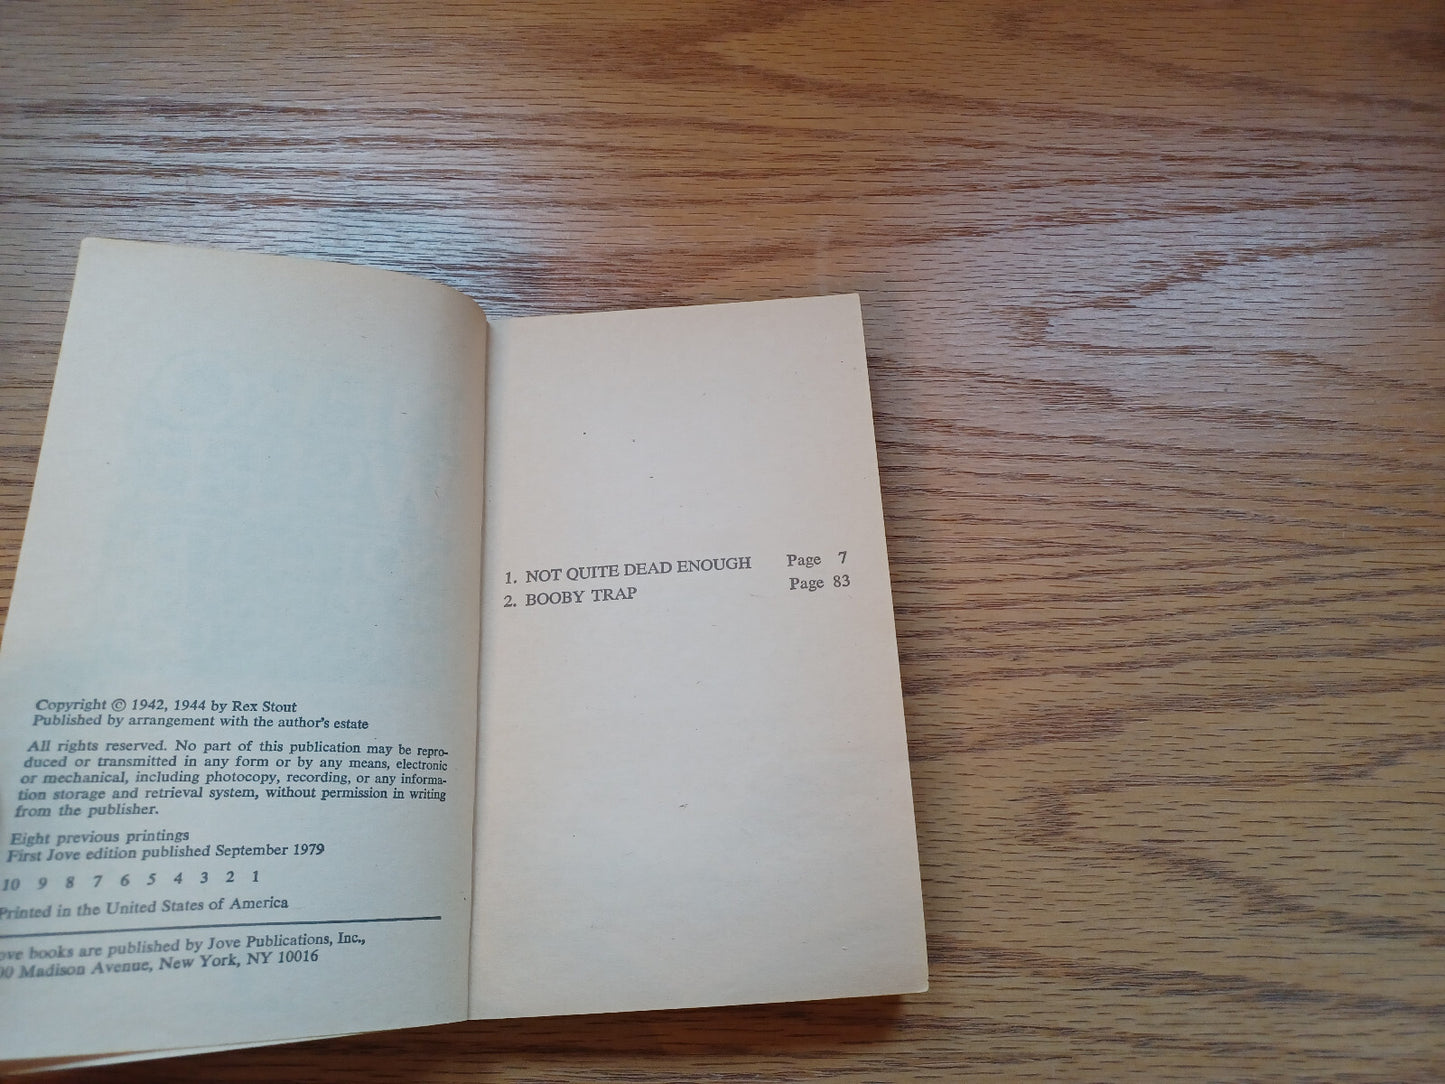 Copyright © 1942, 1944 by Rex Stout
Published by arrangement with the author's estate
All rights reserved. No part of this publication may be repro-
duced or transmitted in any form or by any means, electronic
or mechanical, including photocopy, recording, or any informa-
tion storage and retrieval system, without permission in writing
from the publisher.
Eight previous printings
First Jove edition published September 1979
10 9 8 7 6 5 4 3 2 1
Printed in the United States of America
books are published by Jove Publications, Inc.,
Madison Avenue, New York, NY 10016
1. NOT QUITE DEAD ENOUGH Page 7
2. BOOBY TRAP Page 83